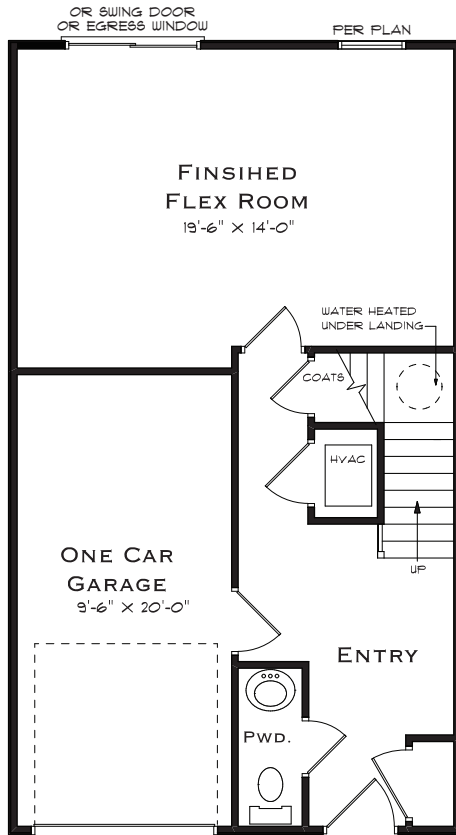 OR SWING DOOR
OR EGRESS WINDOW
PER PLAN
FINSIHED
FLEX ROOM
19'-6" X 14'-0"
WATER HEATED
UNDER LANDING
COATS
HVAC
UP
ONE CAR
GARAGE
9'-6" X 20'-0"
ENTRY
PWD.